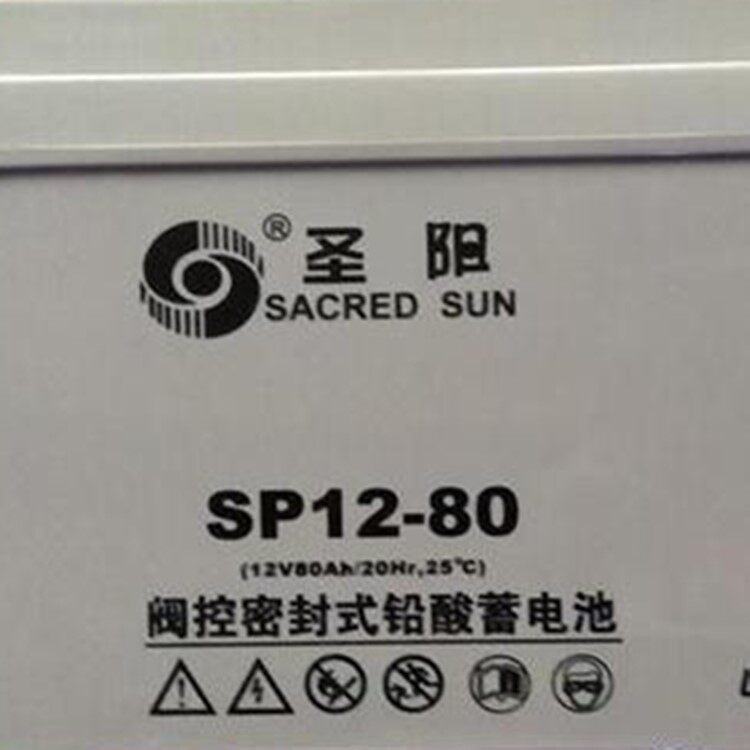 ® 圣阳
SACRED SUN
SP12-80
(12V80Ah/20Hr,25℃)
阀控密封式铅酸蓄电池